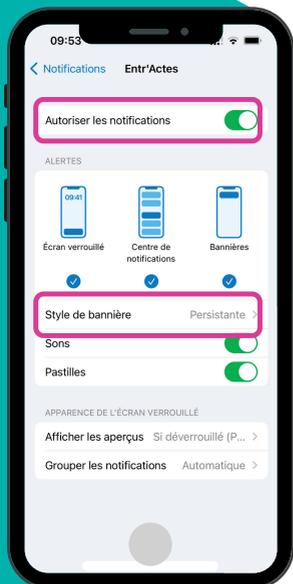 09:53
Notifications Entr'Actes
Autoriser les notifications
ALERTES
09:41
Écran verrouillé Centre de notifications Bannières
Style de bannière Persistante
Sons
Pastilles
APPARENCE DE L'ÉCRAN VERROUILLÉ
Afficher les aperçus Si déverrouillé (P...
Grouper les notifications Automatique